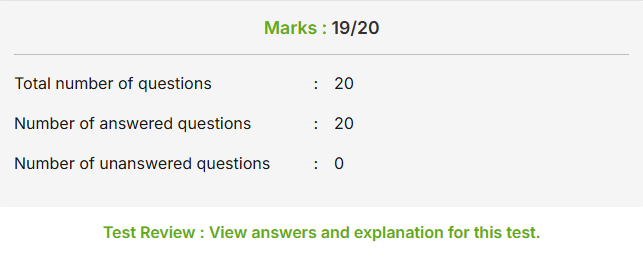 Marks : 19/20
Total number of questions : 20
Number of answered questions : 20
Number of unanswered questions : 0
Test Review : View answers and explanation for this test.